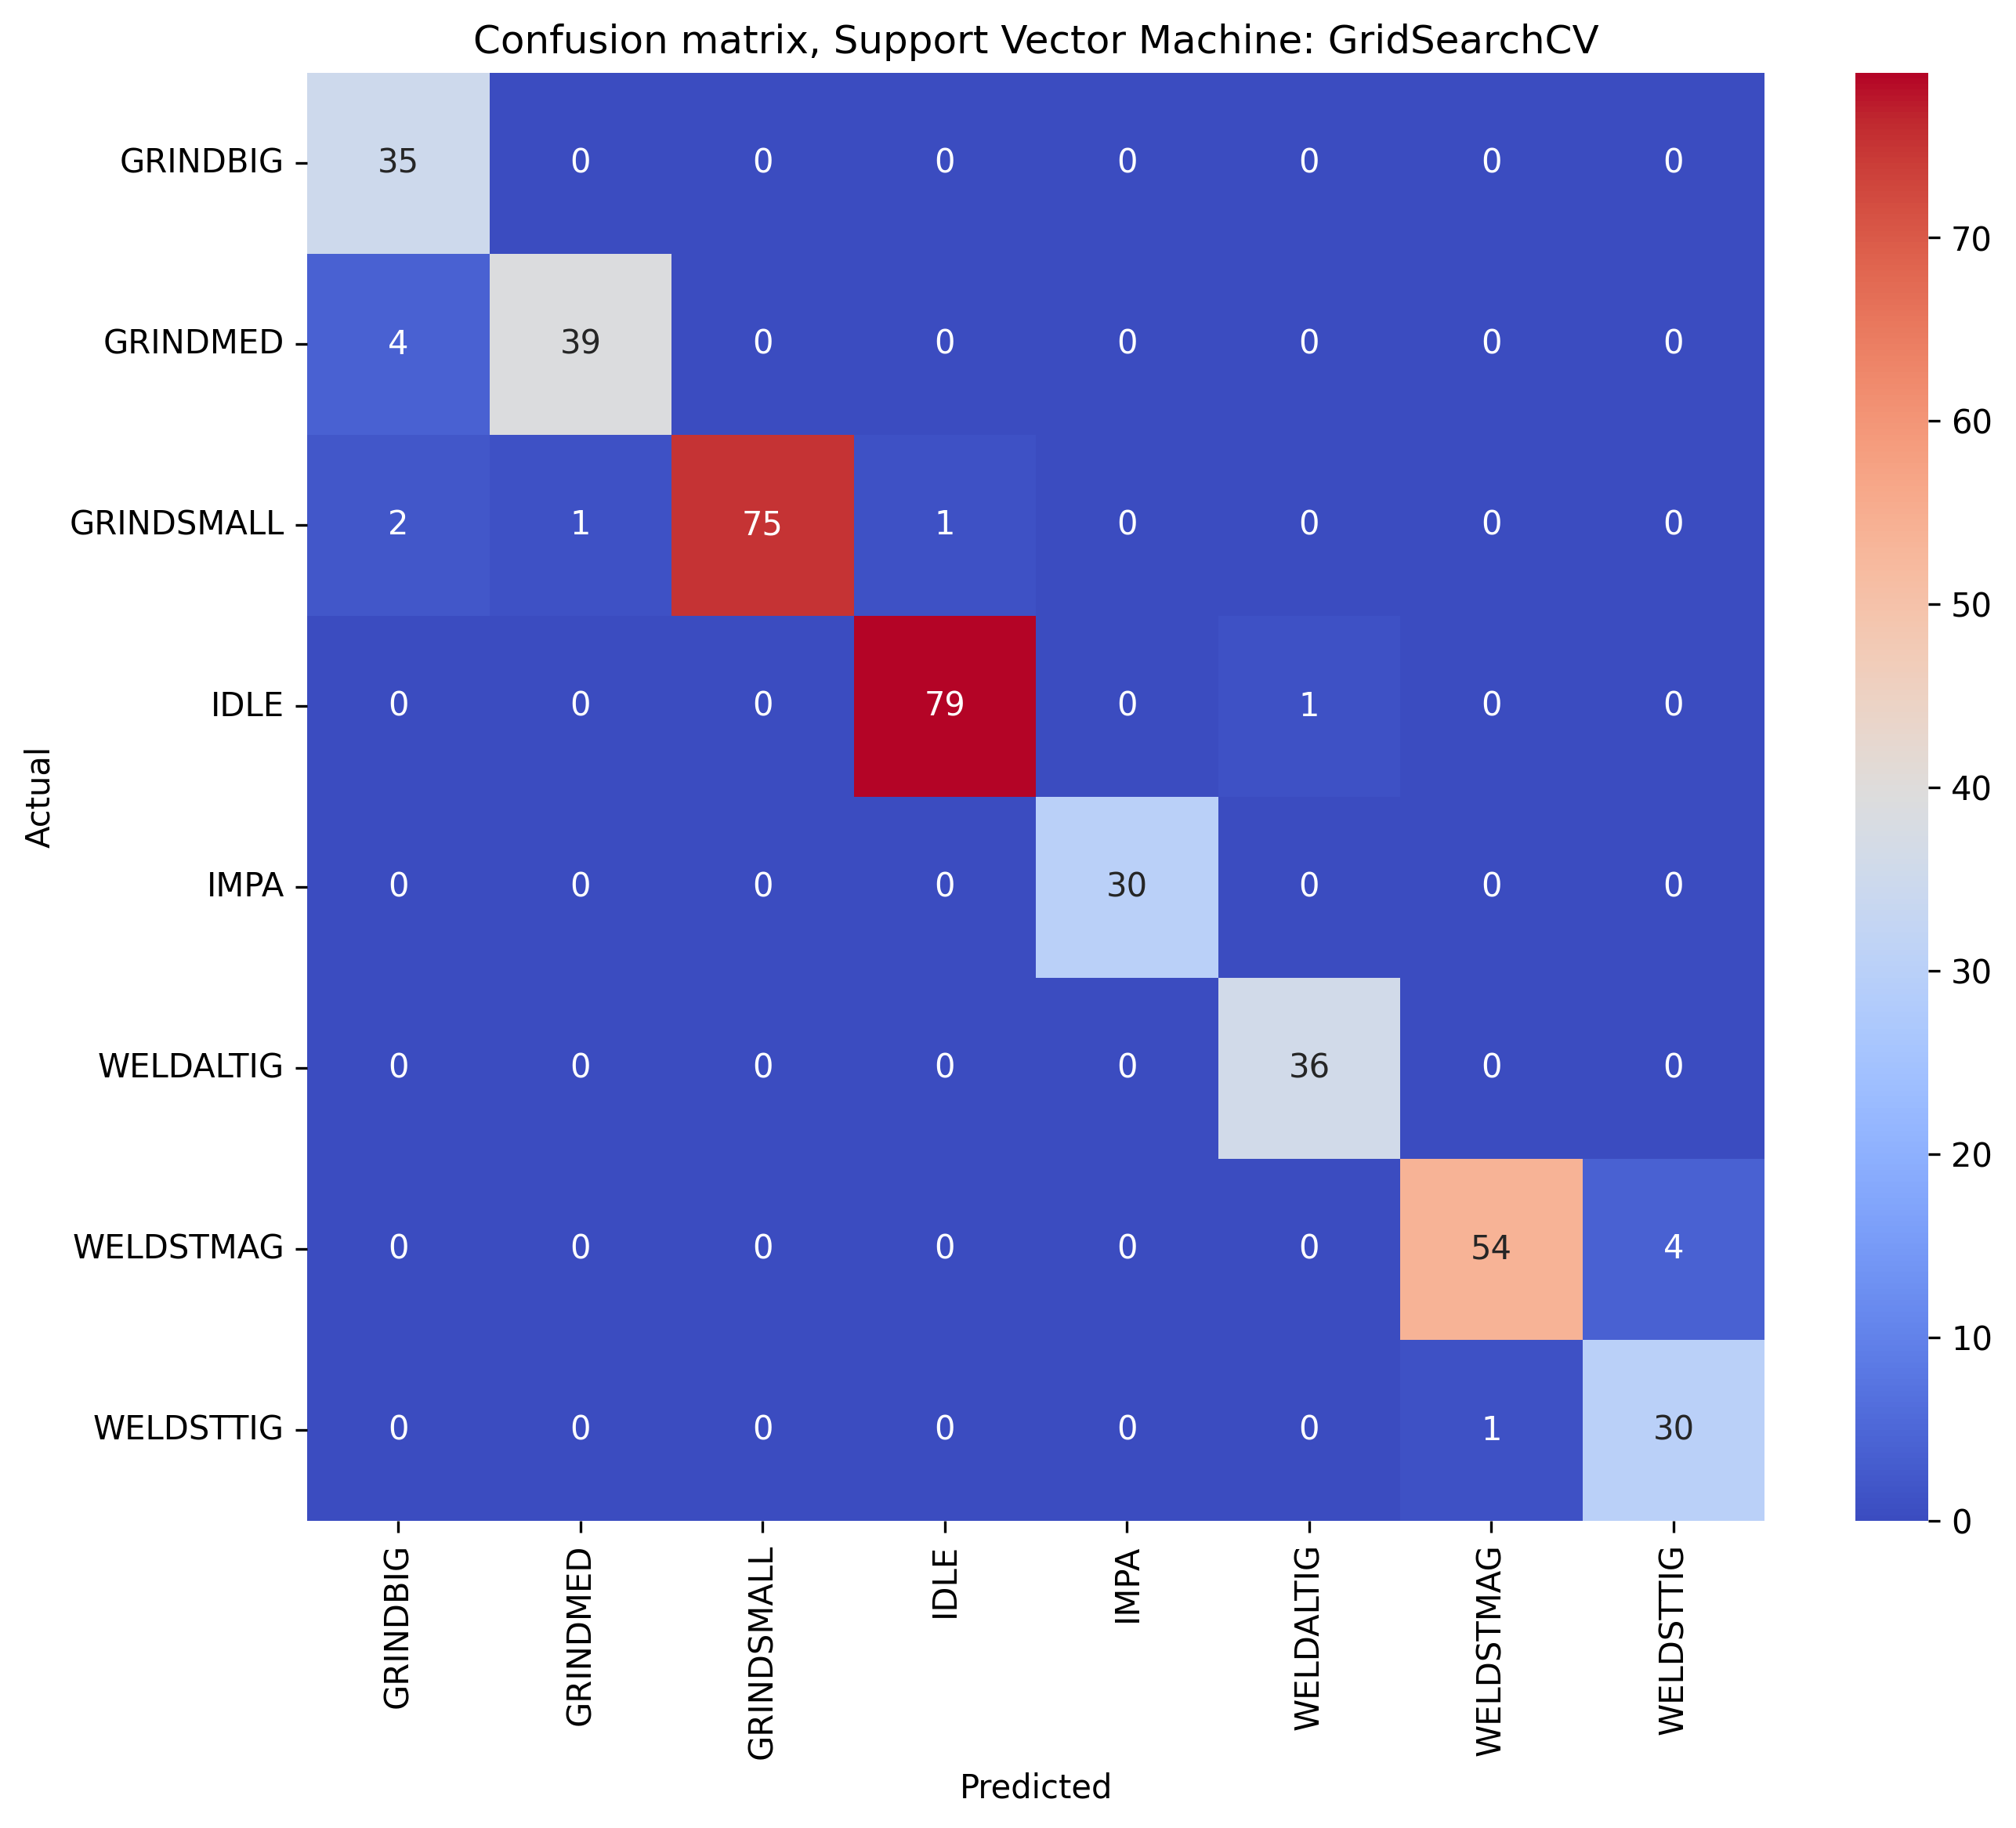 Confusion matrix, Support Vector Machine: GridSearchCV
GRINDBIG 35 0 0 0 0 0 0 0
GRINDMED 4 39 0 0 0 0 0 0
GRINDSMALL 2 1 75 1 0 0 0 0
IDLE 0 0 0 79 0 1 0 0
IMPA 0 0 0 0 30 0 0 0
WELDALTIG 0 0 0 0 0 36 0 0
WELDSTMAG 0 0 0 0 0 0 54 4
WELDSTTIG 0 0 0 0 0 0 1 30
Actual
GRINDBIG GRINDMED GRINDSMALL IDLE IMPA WELDALTIG WELDSTMAG WELDSTTIG
Predicted
70
60
50
40
30
20
10
0